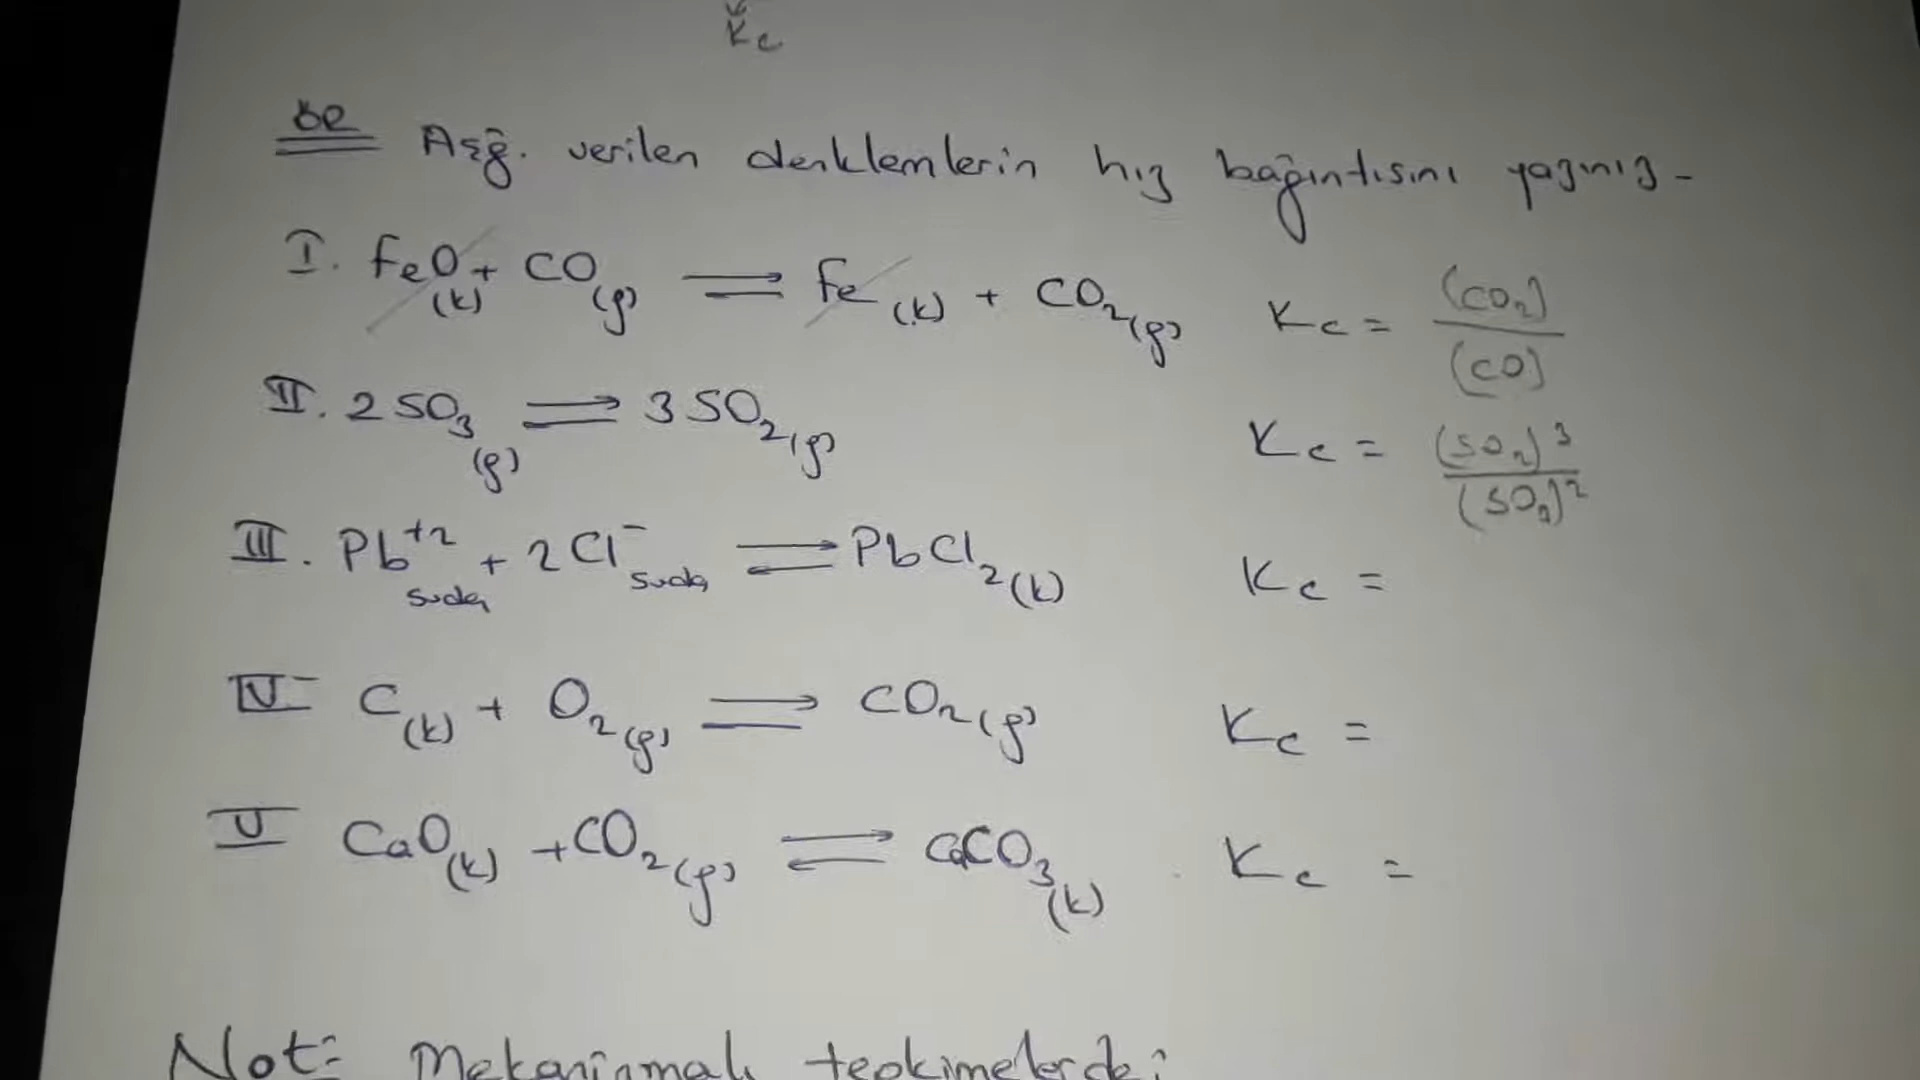 Kc
ÖR Aşğ. verilen denklemlerin hız bağıntısını yazınız-
I. FeO(k) + CO(g) ⇌ Fe(k) + CO2(g) Kc = (CO2) / (CO)
II. 2SO3(g) ⇌ 3SO2(g) Kc = (SO2)³ / (SO3)²
III. Pb⁺² suda + 2Cl⁻ suda ⇌ PbCl2(k) Kc =
IV- C(k) + O2(g) ⇌ CO2(g) Kc =
V CaO(k) + CO2(g) ⇌ CaCO3(k) Kc =
Not: Mekanizmalı tepkimelerde;